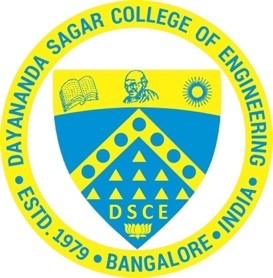 • DAYANANDA SAGAR COLLEGE OF ENGINEERING •
ESTD. 1979 • BANGALORE • INDIA
DSCE